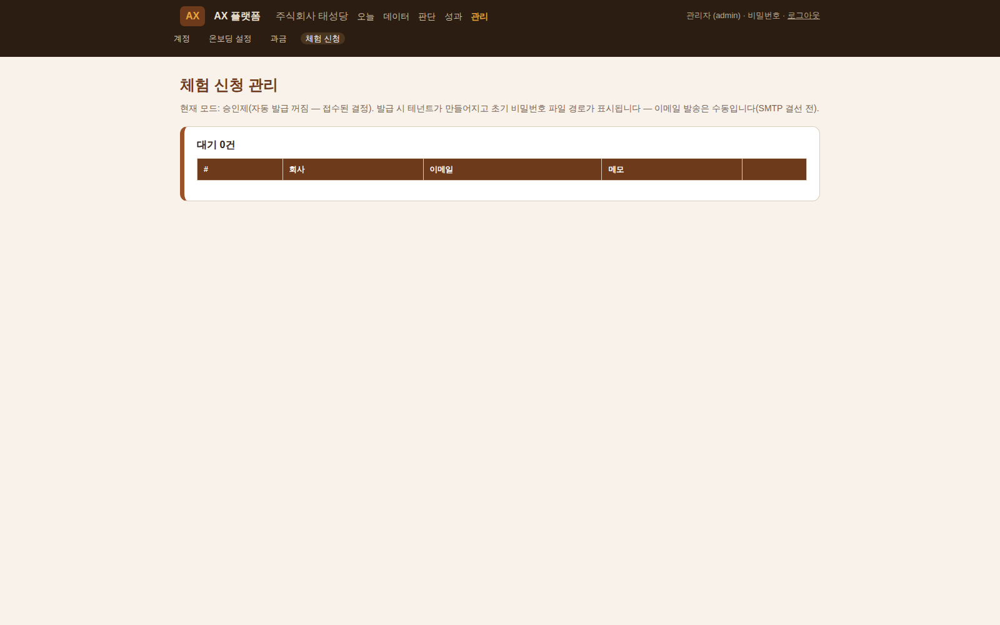 AX AX 플랫폼 주식회사 태성당 오늘 데이터 판단 성과 관리 관리자 (admin) · 비밀번호 · 로그아웃
계정 온보딩 설정 과금 체험 신청
체험 신청 관리
현재 모드: 승인제(자동 발급 꺼짐 — 접수된 결정). 발급 시 테넌트가 만들어지고 초기 비밀번호 파일 경로가 표시됩니다 — 이메일 발송은 수동입니다(SMTP 결선 전).
대기 0건
# 회사 이메일 메모